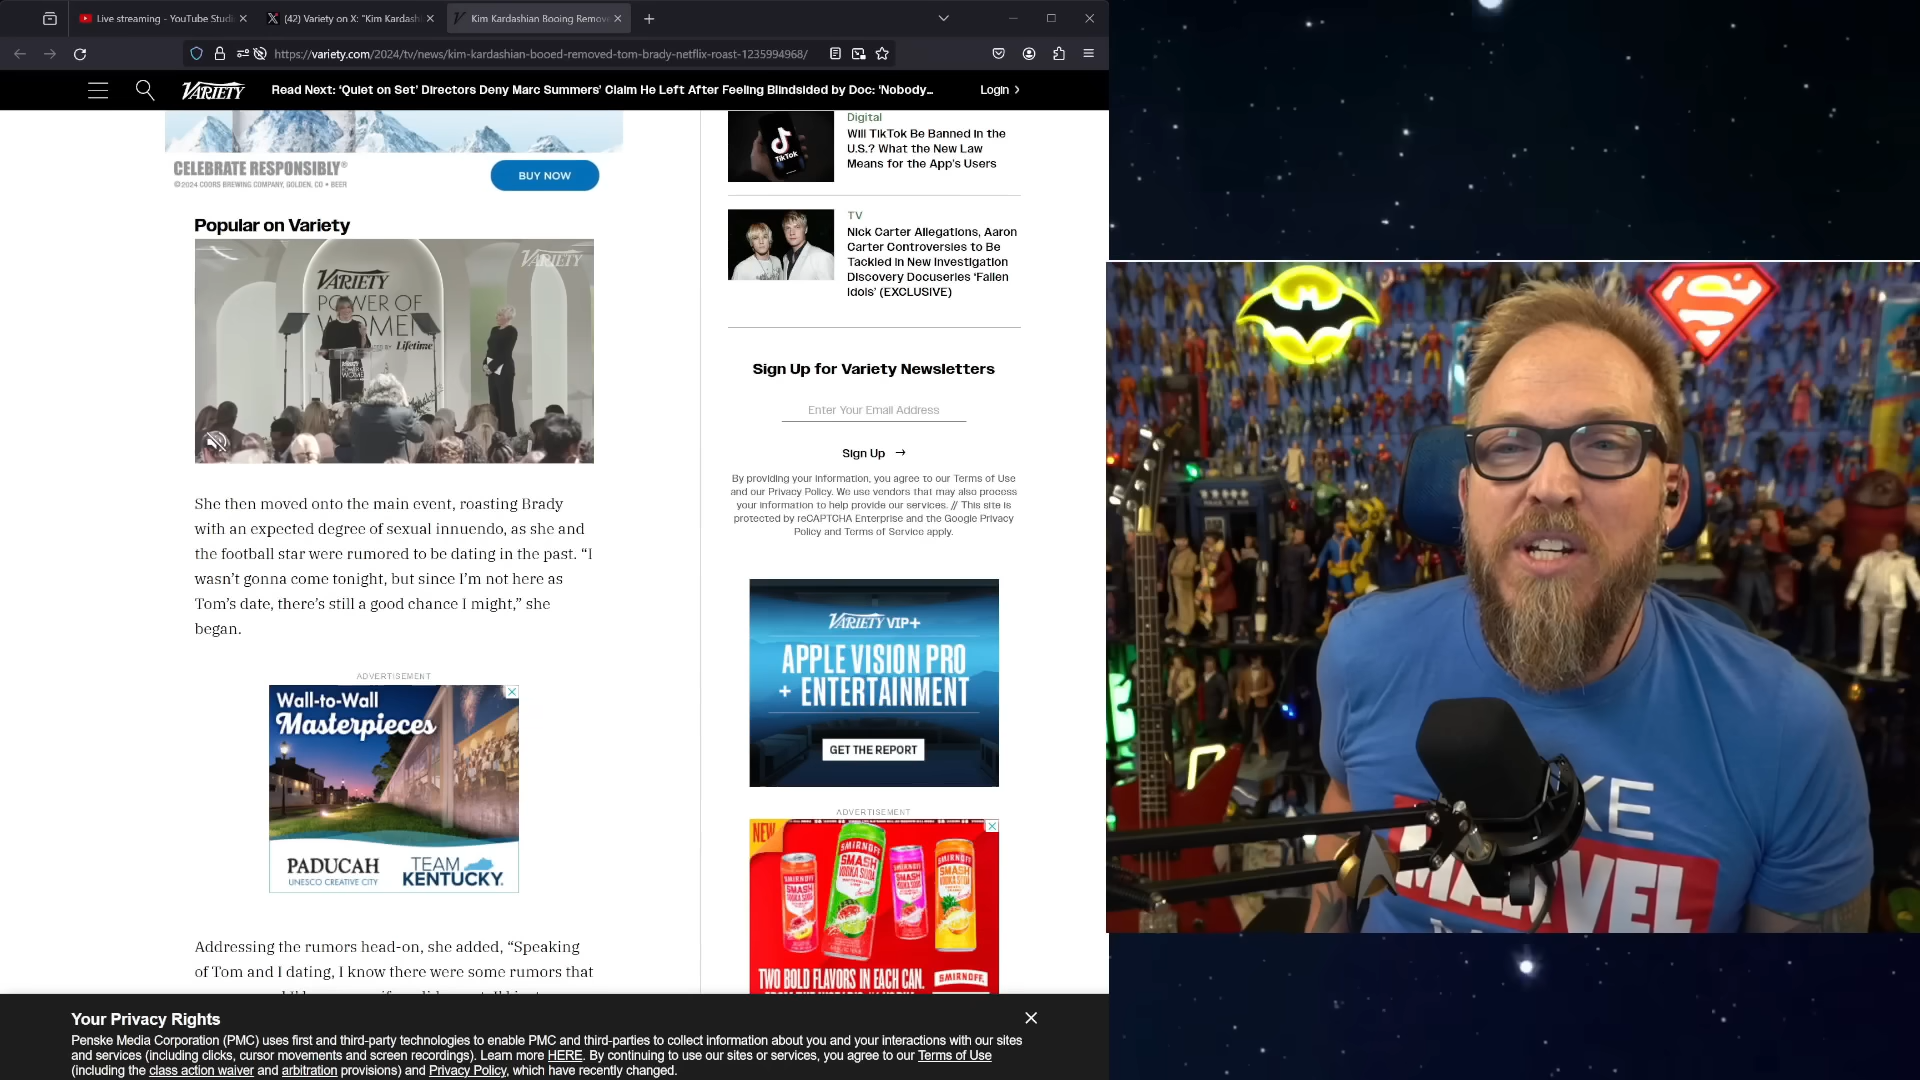 Live streaming - YouTube Studi
(42) Variety on X: "Kim Kardash
Kim Kardashian Booing Remove
https://variety.com/2024/tv/news/kim-kardashian-booed-removed-tom-brady-netflix-roast-1235994968/
VARIETY
Read Next: ‘Quiet on Set’ Directors Deny Marc Summers’ Claim He Left After Feeling Blindsided by Doc: ‘Nobody...
Login
CELEBRATE RESPONSIBLY®
©2024 COORS BREWING COMPANY, GOLDEN, CO • BEER
BUY NOW
Popular on Variety
VARIETY
VARIETY
POWER OF
WOMEN
Lifetime
She then moved onto the main event, roasting Brady
with an expected degree of sexual innuendo, as she and
the football star were rumored to be dating in the past. “I
wasn’t gonna come tonight, but since I’m not here as
Tom’s date, there’s still a good chance I might,” she
began.
ADVERTISEMENT
Wall-to-Wall
Masterpieces
PADUCAH
UNESCO CREATIVE CITY
TEAM
KENTUCKY.
Addressing the rumors head-on, she added, “Speaking
of Tom and I dating, I know there were some rumors that
TikTok
Digital
Will TikTok Be Banned in the
U.S.? What the New Law
Means for the App’s Users
TV
Nick Carter Allegations, Aaron
Carter Controversies to Be
Tackled in New Investigation
Discovery Docuseries ‘Fallen
Idols’ (EXCLUSIVE)
Sign Up for Variety Newsletters
Enter Your Email Address
Sign Up →
By providing your information, you agree to our Terms of Use
and our Privacy Policy. We use vendors that may also process
your information to help provide our services. // This site is
protected by reCAPTCHA Enterprise and the Google Privacy
Policy and Terms of Service apply.
VARIETY VIP+
APPLE VISION PRO
+ ENTERTAINMENT
GET THE REPORT
ADVERTISEMENT
NEW
SMIRNOFF
SMASH
VODKA SODA
SMIRNOFF
SMASH
VODKA SODA
SMIRNOFF
SMASH
VODKA SODA
SMIRNOFF
SMASH
VODKA SODA
TWO BOLD FLAVORS IN EACH CAN.
SMIRNOFF
Your Privacy Rights
Penske Media Corporation (PMC) uses first and third-party technologies to enable PMC and third-parties to collect information about you and your interactions with our sites
and services (including clicks, cursor movements and screen recordings). Learn more HERE. By continuing to use our sites or services, you agree to our Terms of Use
(including the class action waiver and arbitration provisions) and Privacy Policy, which have recently changed.
KE
MARVEL